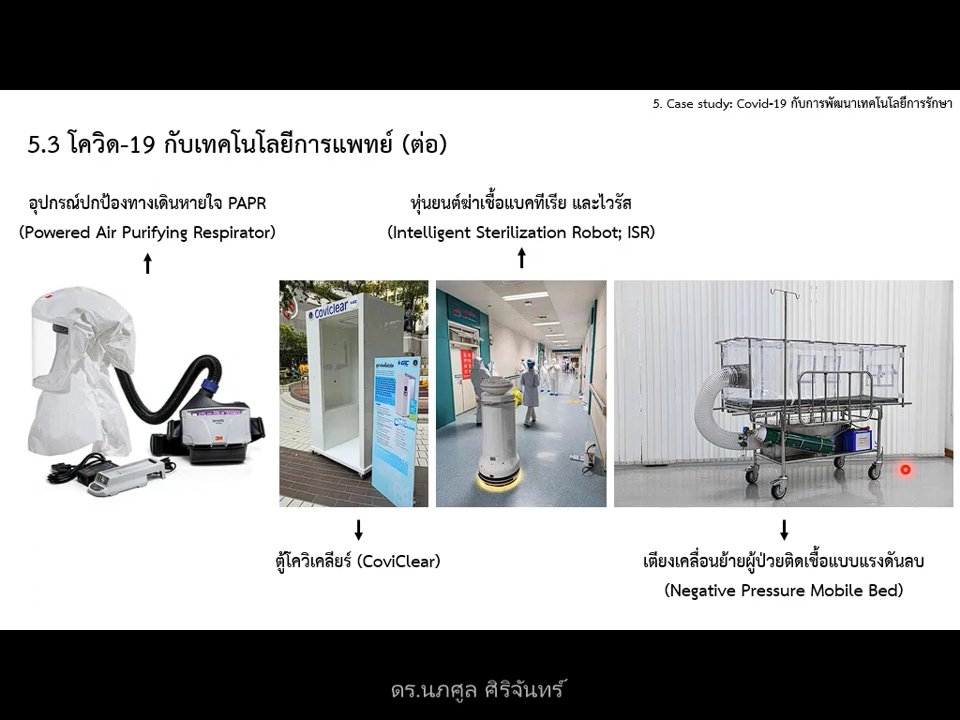 5. Case study: Covid-19 กับการพัฒนาเทคโนโลยีการรักษา
5.3 โควิด-19 กับเทคโนโลยีการแพทย์ (ต่อ)
อุปกรณ์ปกป้องทางเดินหายใจ PAPR
(Powered Air Purifying Respirator)
หุ่นยนต์ฆ่าเชื้อแบคทีเรีย และไวรัส
(Intelligent Sterilization Robot; ISR)
Coviclear
3M
ตู้โควิเคลียร์ (CoviClear)
เตียงเคลื่อนย้ายผู้ป่วยติดเชื้อแบบแรงดันลบ
(Negative Pressure Mobile Bed)
ดร.นภศูล ศิริจันทร์